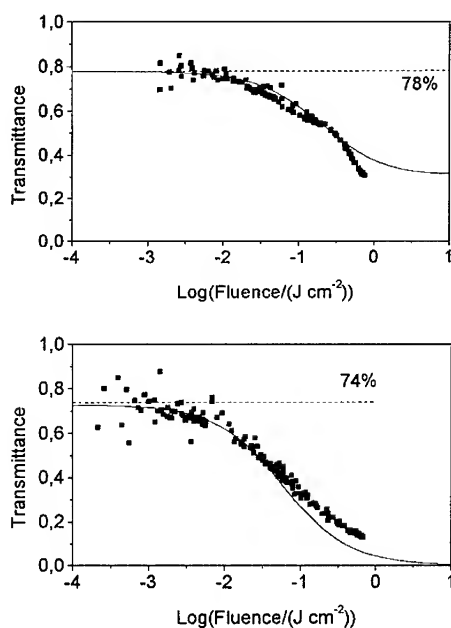 1,0
0,8
78%
0,6
0,4
0,2
0,0
Transmittance
-4 -3 -2 -1 0 1
Log(Fluence/(J cm⁻²))
1,0
0,8
74%
0,6
0,4
0,2
0,0
Transmittance
-4 -3 -2 -1 0 1
Log(Fluence/(J cm⁻²))